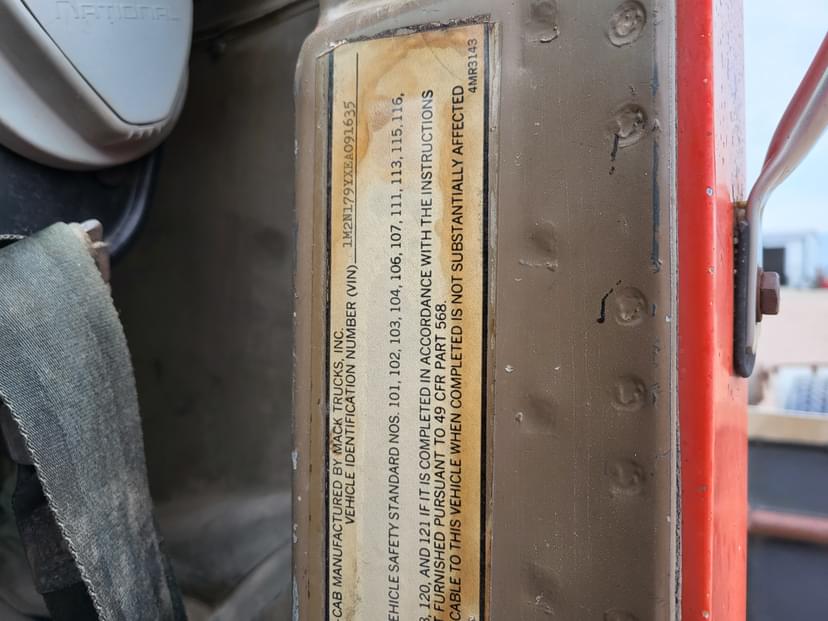 NATIONAL
-CAB MANUFACTURED BY MACK TRUCKS, INC.
VEHICLE IDENTIFICATION NUMBER (VIN) 1M2N179YXEA091635
EHICLE SAFETY STANDARD NOS. 101, 102, 103, 104, 106, 107, 111, 113, 115, 116,
, 120, AND 121 IF IT IS COMPLETED IN ACCORDANCE WITH THE INSTRUCTIONS
T FURNISHED PURSUANT TO 49 CFR PART 568.
CABLE TO THIS VEHICLE WHEN COMPLETED IS NOT SUBSTANTIALLY AFFECTED
4MR3143